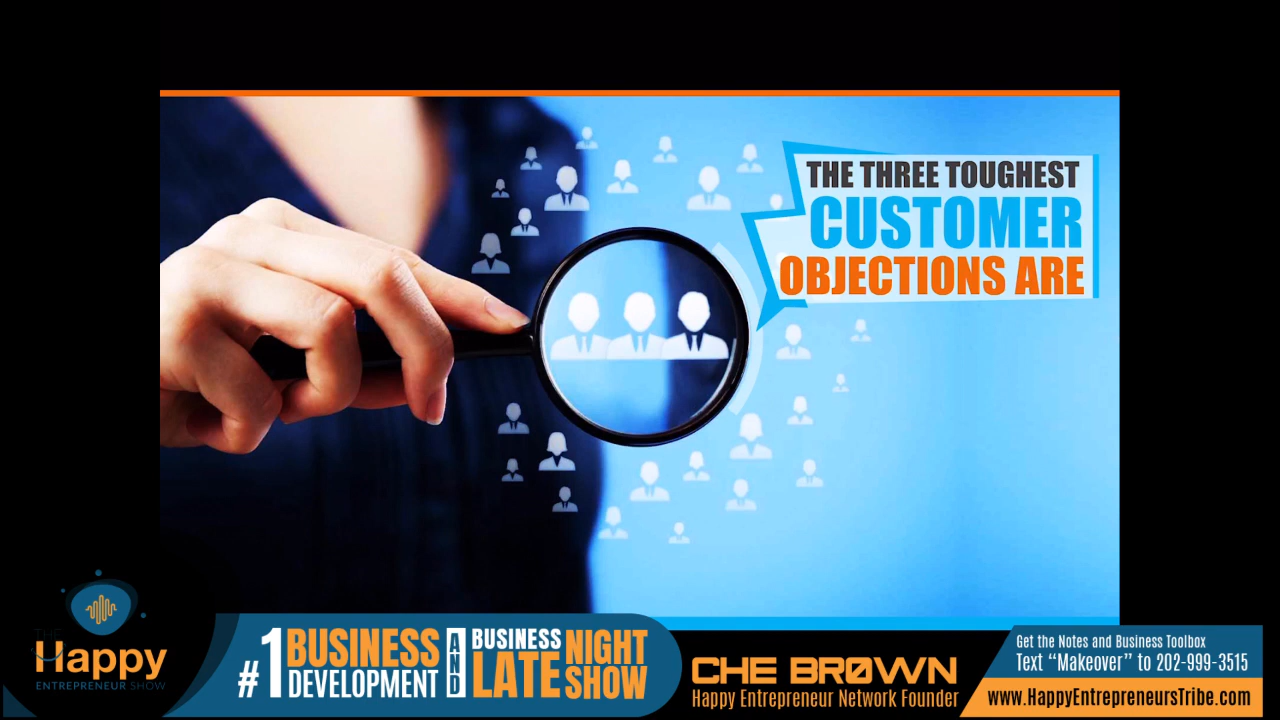 THE THREE TOUGHEST
CUSTOMER
OBJECTIONS ARE
THE
Happy
ENTREPRENEUR SHOW
#1 BUSINESS DEVELOPMENT
AND
BUSINESS LATE NIGHT SHOW
CHE BRØWN
Happy Entrepreneur Network Founder
Get the Notes and Business Toolbox
Text “Makeover” to 202-999-3515
www.HappyEntrepreneursTribe.com